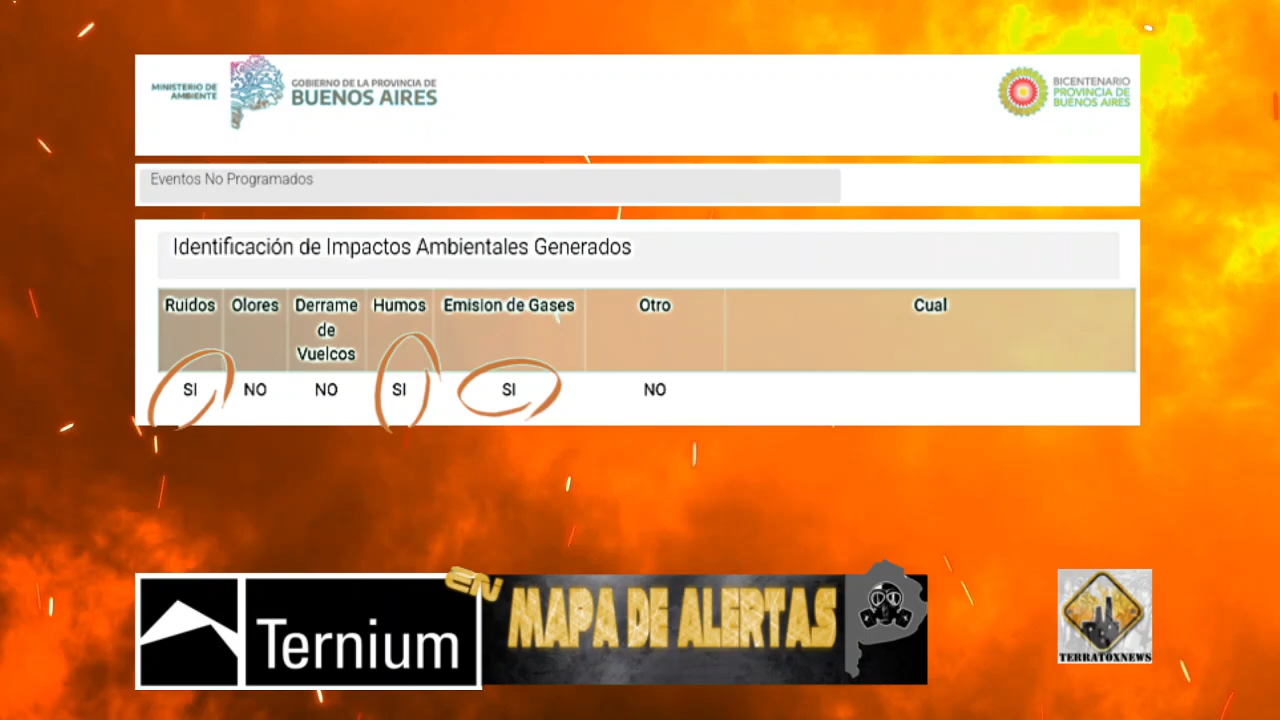 MINISTERIO DE
AMBIENTE
GOBIERNO DE LA PROVINCIA DE
BUENOS AIRES
BICENTENARIO
PROVINCIA DE
BUENOS AIRES
Eventos No Programados
Identificación de Impactos Ambientales Generados
Ruidos Olores Derrame de Vuelcos Humos Emision de Gases Otro Cual
SI NO NO SI SI NO
Ternium
EN
MAPA DE ALERTAS
TERRATOXNEWS